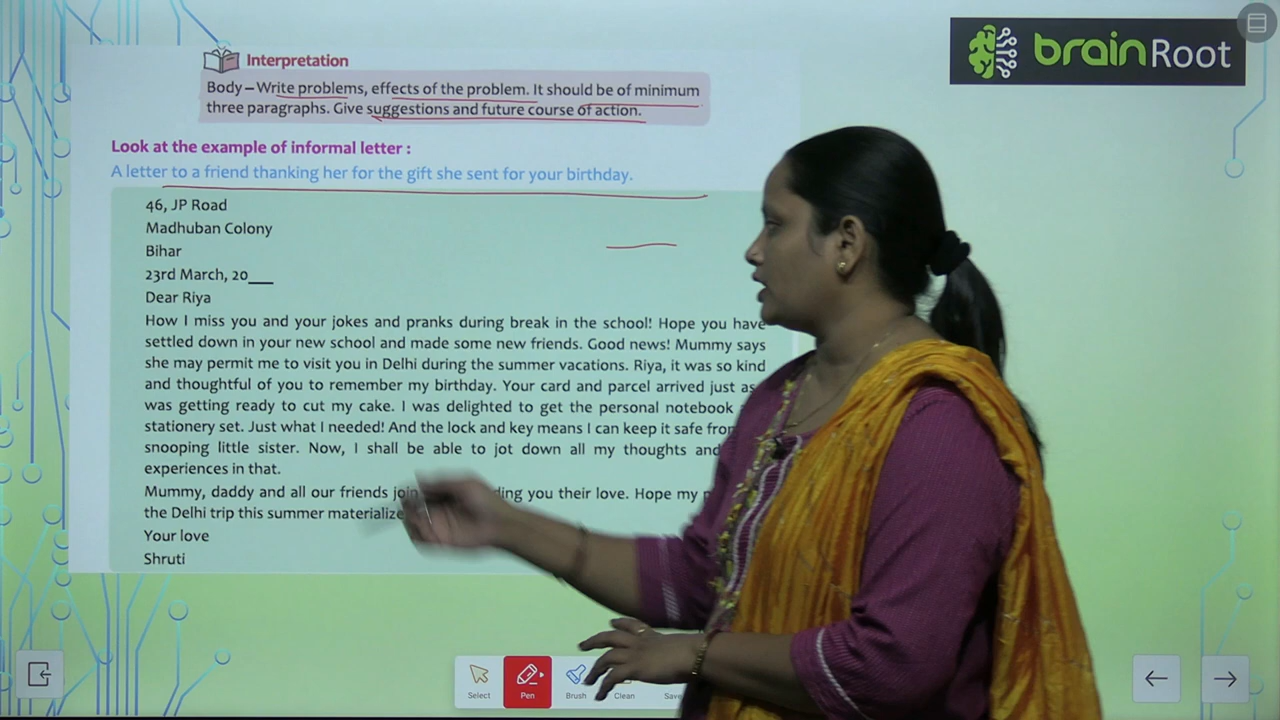 brainRoot
Interpretation
Body – Write problems, effects of the problem. It should be of minimum
three paragraphs. Give suggestions and future course of action.
Look at the example of informal letter :
A letter to a friend thanking her for the gift she sent for your birthday.
46, JP Road
Madhuban Colony
Bihar
23rd March, 20__
Dear Riya
How I miss you and your jokes and pranks during break in the school! Hope you have
settled down in your new school and made some new friends. Good news! Mummy says
she may permit me to visit you in Delhi during the summer vacations. Riya, it was so kind
and thoughtful of you to remember my birthday. Your card and parcel arrived just as
was getting ready to cut my cake. I was delighted to get the personal notebook
stationery set. Just what I needed! And the lock and key means I can keep it safe
snooping little sister. Now, I shall be able to jot down all my thoughts and
experiences in that.
Mummy, daddy and all our friends you their love. Hope my
the Delhi trip this summer
Your love
Shruti
Select
Pen
Brush
Clean